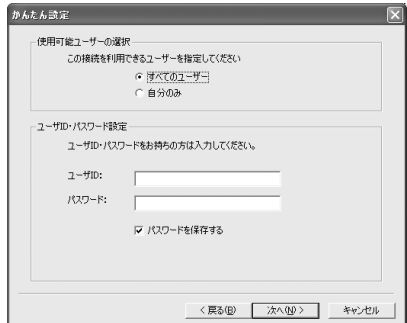 かんたん設定
使用可能ユーザーの選択
この接続を利用できるユーザーを指定してください
すべてのユーザー
自分のみ
ユーザID・パスワード設定
ユーザID・パスワードをお持ちの方は入力してください。
ユーザID:
パスワード:
パスワードを保存する
< 戻る(B) 次へ(N) > キャンセル